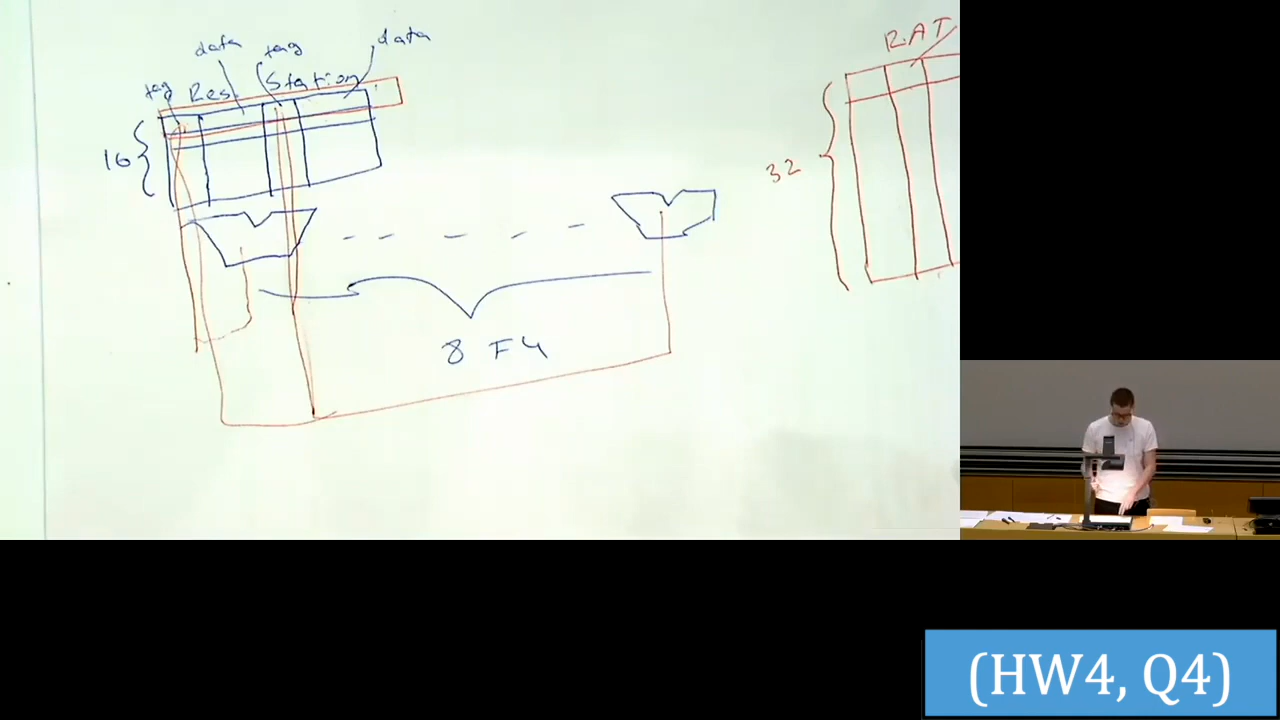 data tag data
tag Res. Station
16
8 FU
RAT
32
(HW4, Q4)